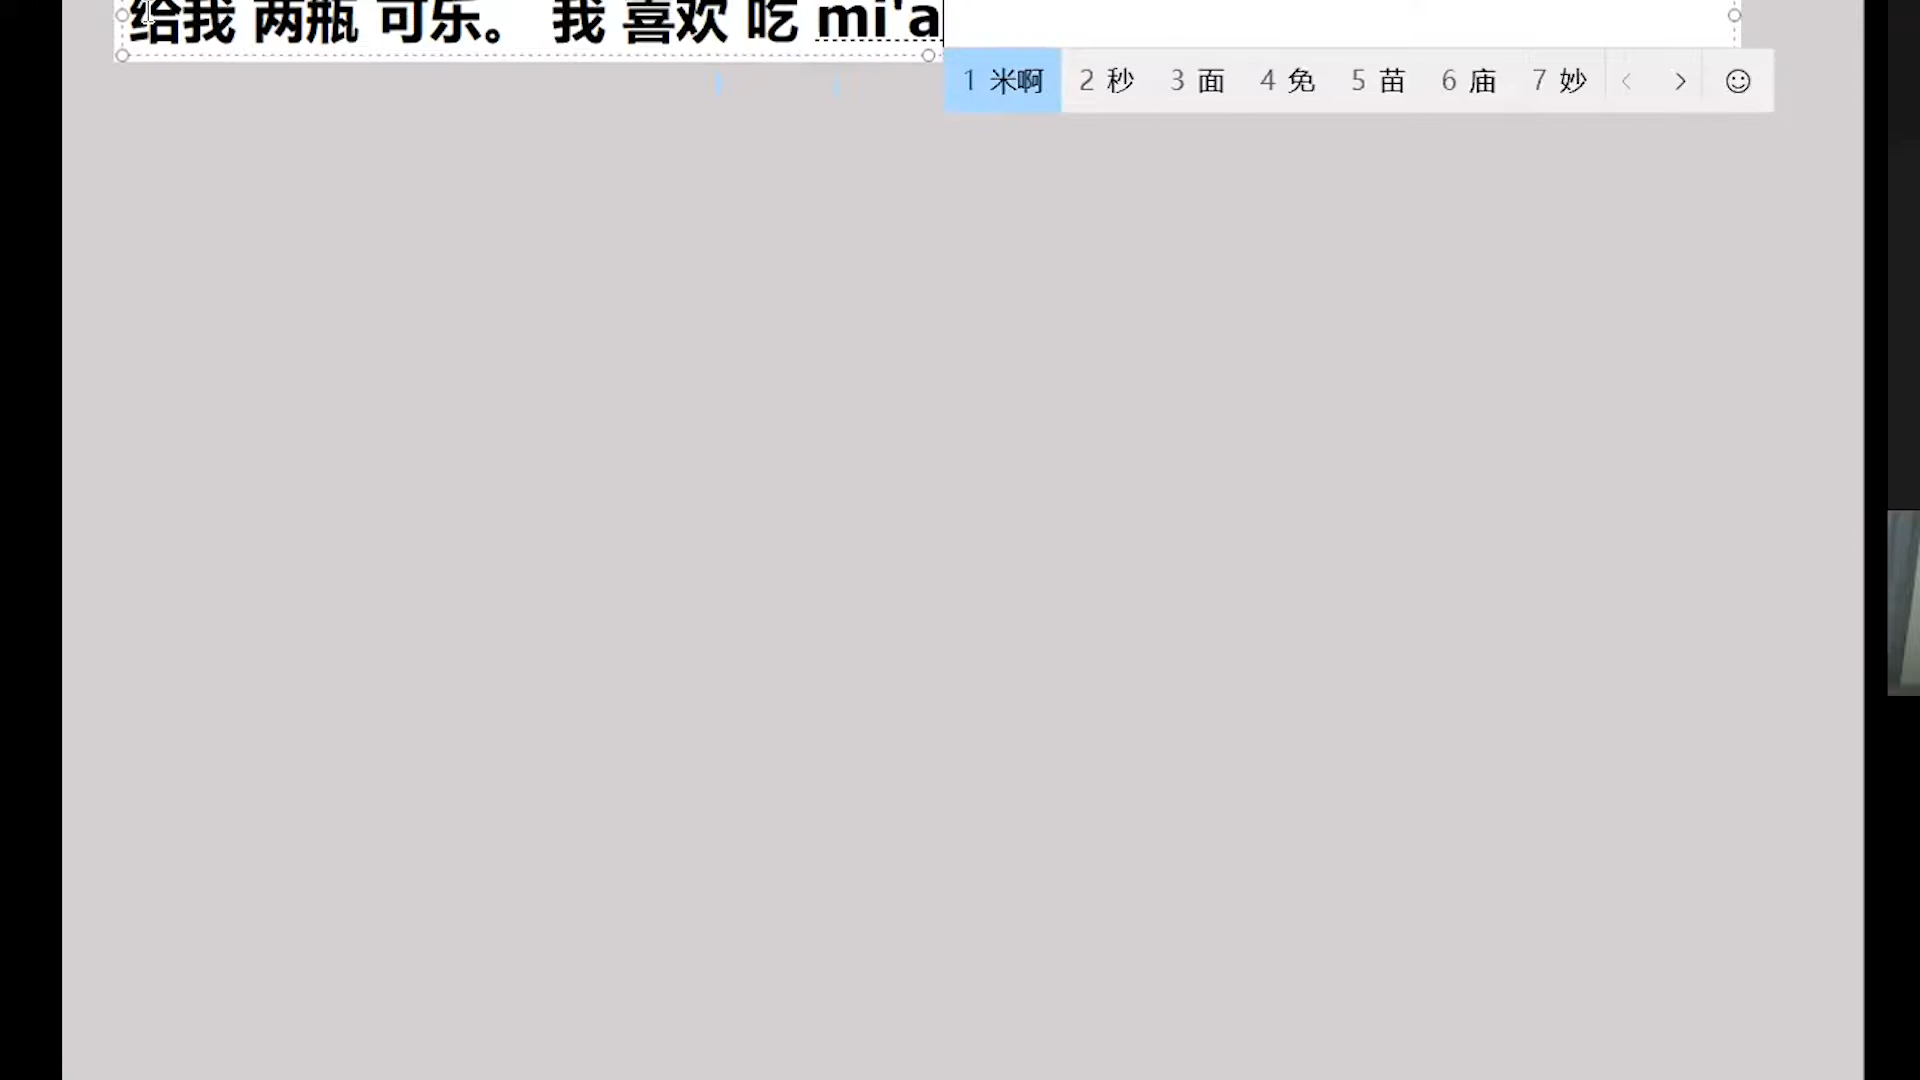 给我 两瓶 可乐。 我 喜欢 吃 mi'a
1 米啊 2 秒 3 面 4 免 5 苗 6 庙 7 妙